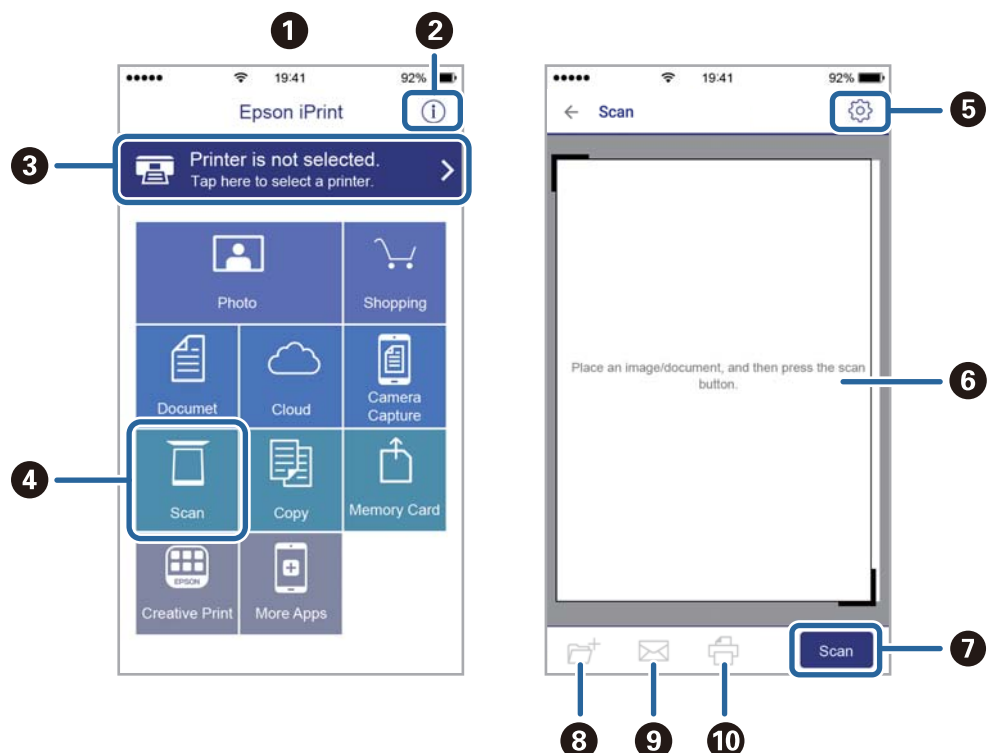 1
2
19:41
92%
Epson iPrint
i
3
Printer is not selected.
Tap here to select a printer.
Photo
Shopping
Documet
Cloud
Camera
Capture
4
Scan
Copy
Memory Card
EPSON
Creative Print
More Apps
19:41
92%
Scan
5
Place an image/document, and then press the scan
button.
6
Scan
7
8
9
10